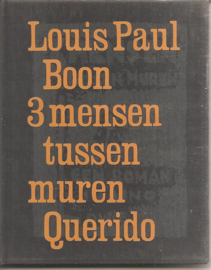 Louis Paul
Boon
3 mensen
tussen
muren
Querido